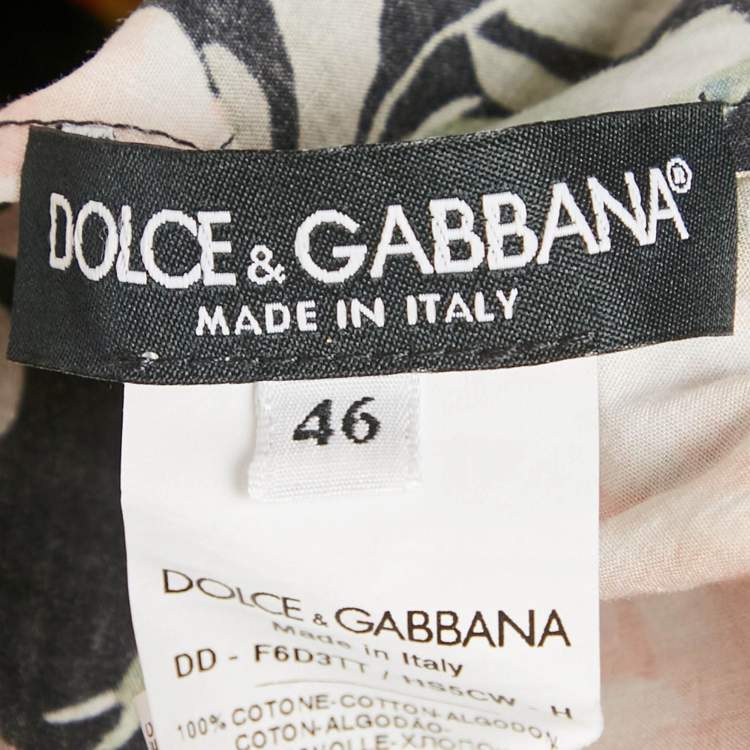 DOLCE & GABBANA®
MADE IN ITALY
46
DOLCE & GABBANA
Made in Italy
DD - F6D3TT / HS5CW - H
100% COTONE-COTTON-ALGODON
COTON-ALGODÃO-